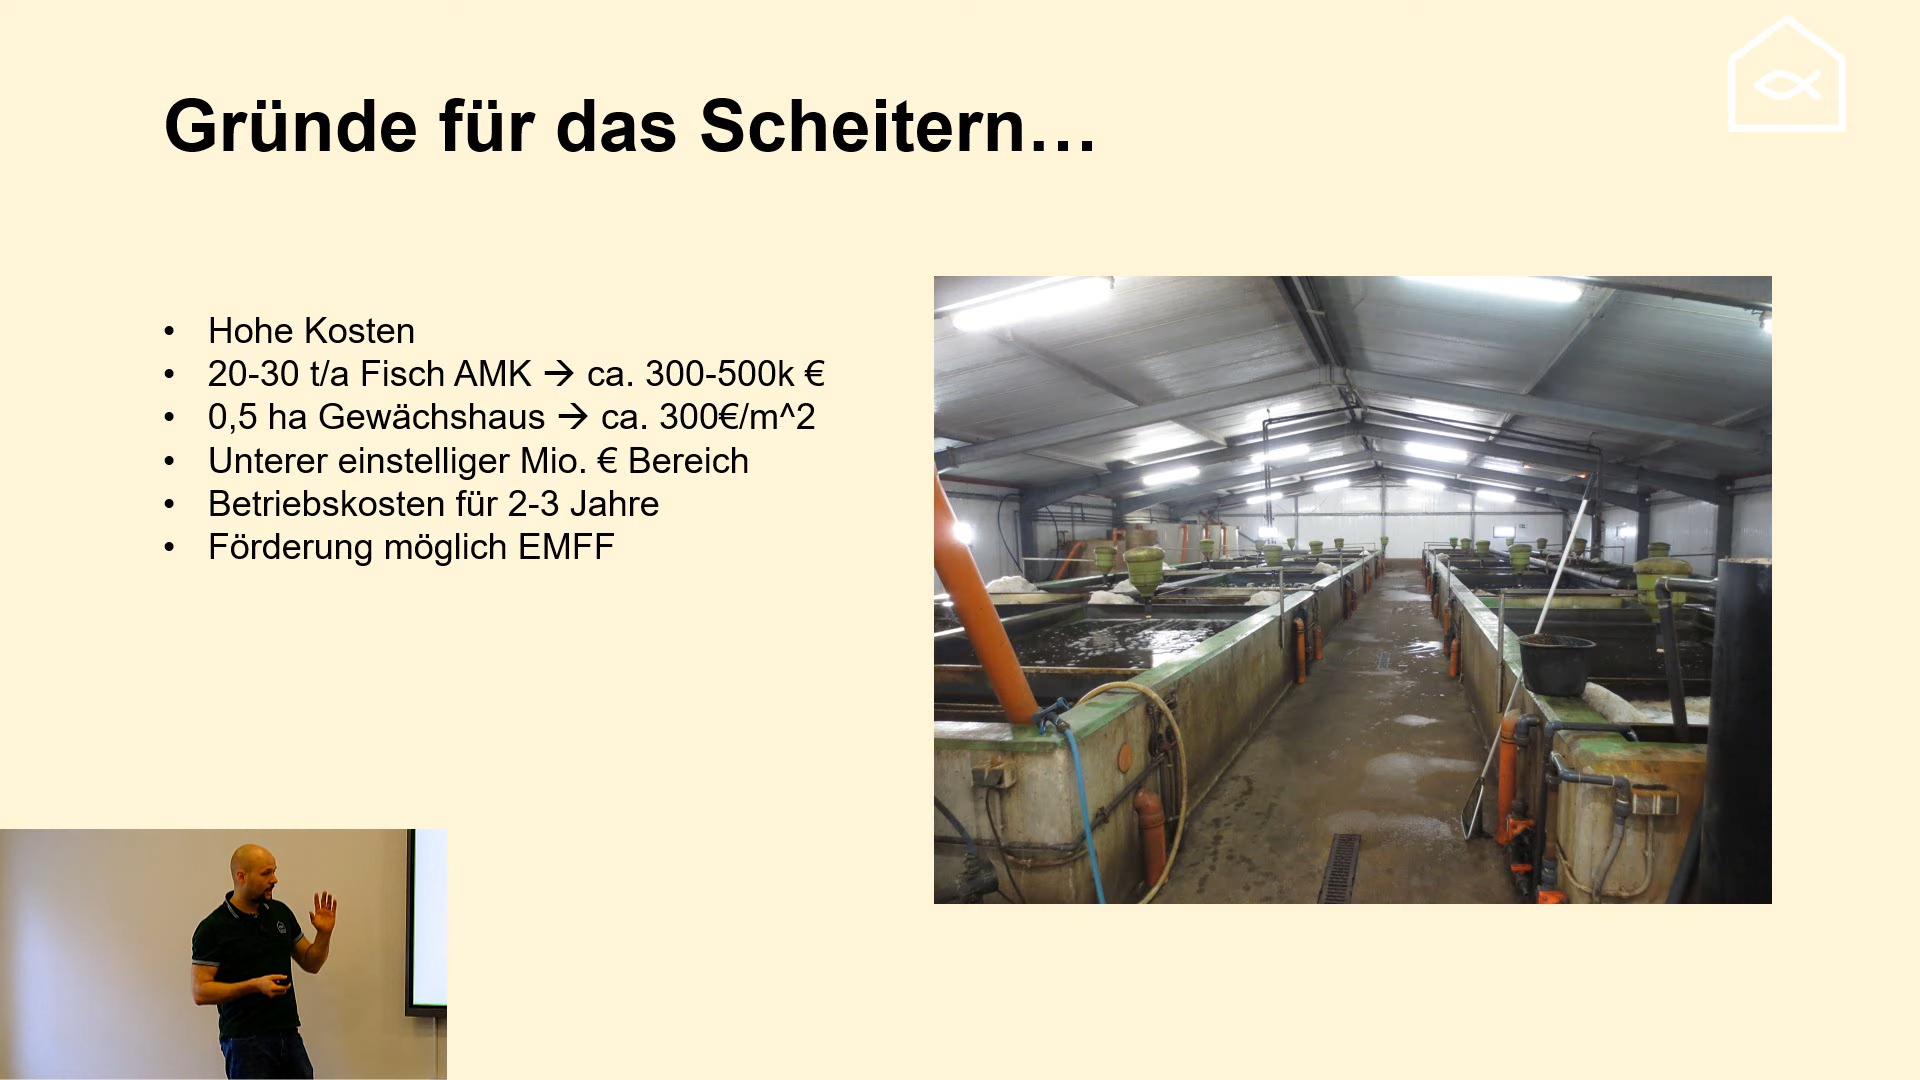 Gründe für das Scheitern…
• Hohe Kosten
• 20-30 t/a Fisch AMK → ca. 300-500k €
• 0,5 ha Gewächshaus → ca. 300€/m^2
• Unterer einstelliger Mio. € Bereich
• Betriebskosten für 2-3 Jahre
• Förderung möglich EMFF